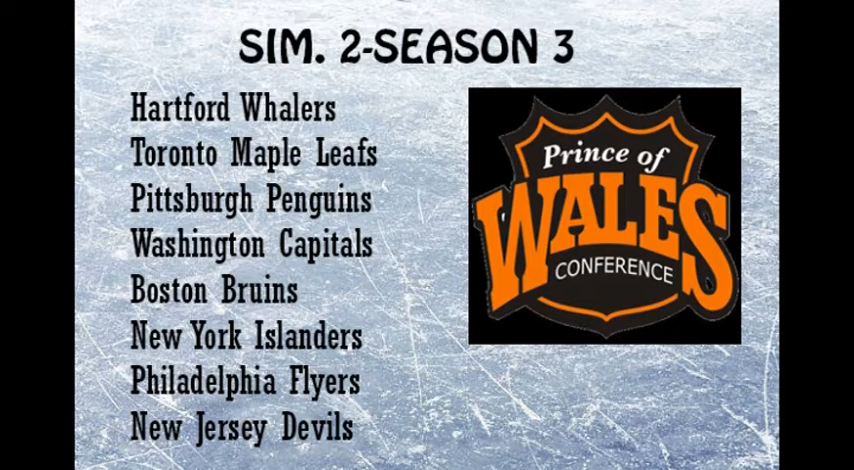 SIM. 2-SEASON 3
Hartford Whalers
Toronto Maple Leafs
Pittsburgh Penguins
Washington Capitals
Boston Bruins
New York Islanders
Philadelphia Flyers
New Jersey Devils
Prince of
WALES
CONFERENCE